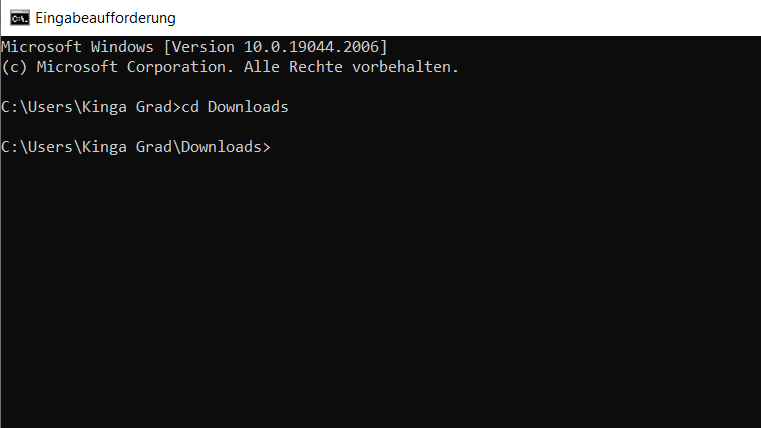 Eingabeaufforderung
Microsoft Windows [Version 10.0.19044.2006]
(c) Microsoft Corporation. Alle Rechte vorbehalten.
C:\Users\Kinga Grad>cd Downloads
C:\Users\Kinga Grad\Downloads>